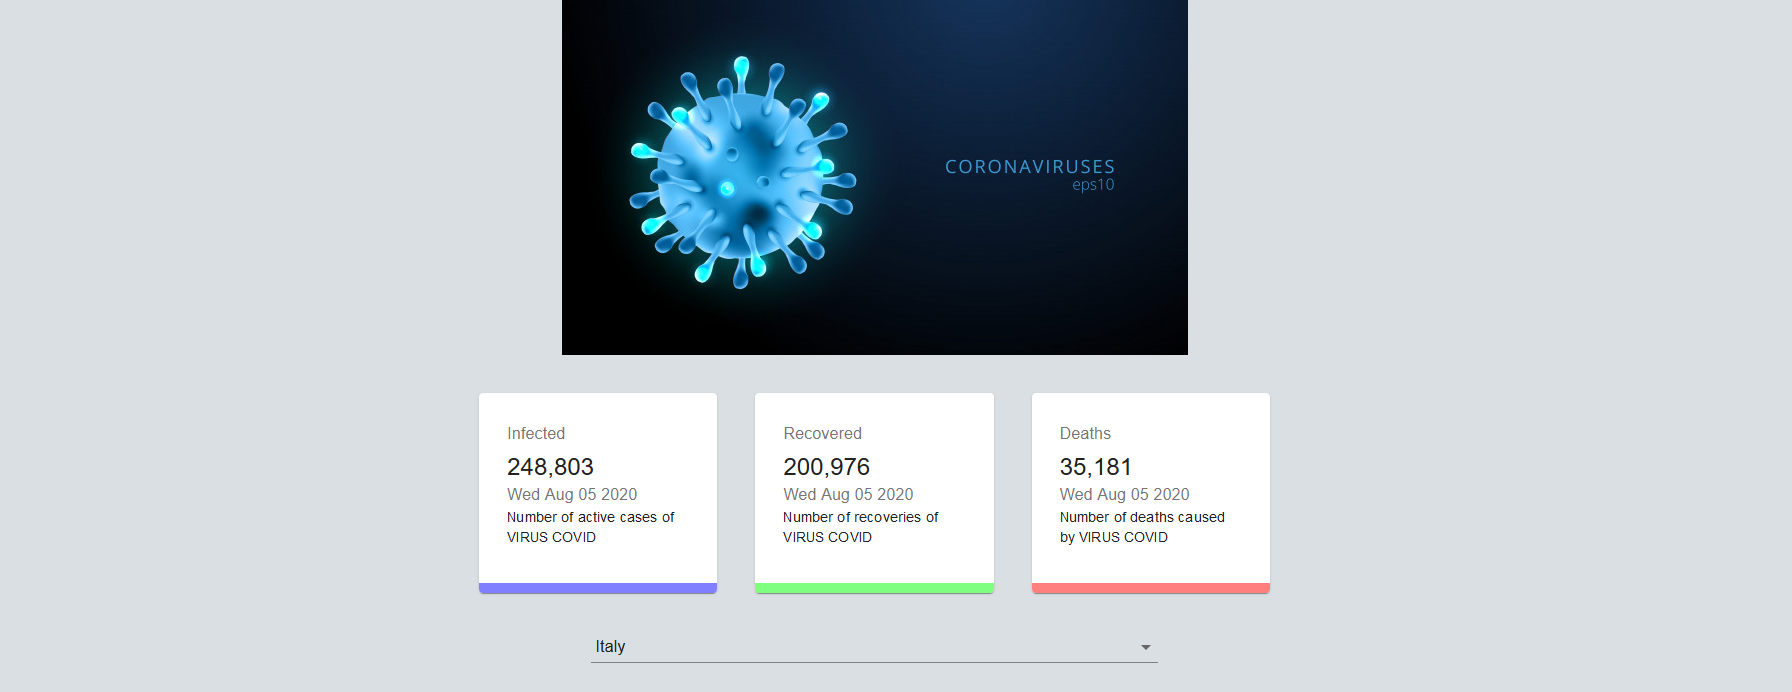 CORONAVIRUSES
eps10
Infected
248,803
Wed Aug 05 2020
Number of active cases of
VIRUS COVID
Recovered
200,976
Wed Aug 05 2020
Number of recoveries of
VIRUS COVID
Deaths
35,181
Wed Aug 05 2020
Number of deaths caused
by VIRUS COVID
Italy